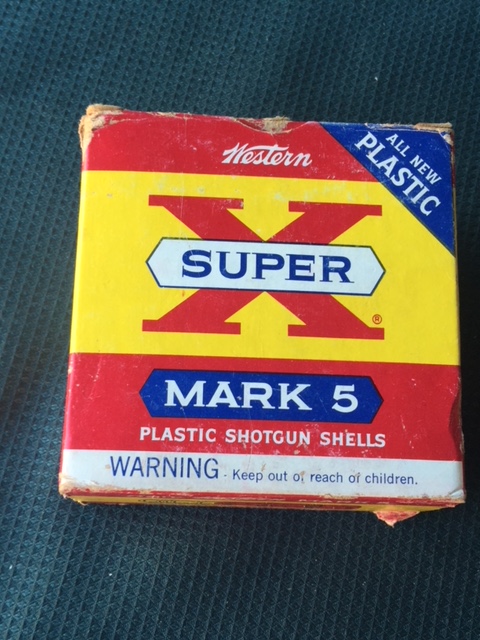 Western
ALL NEW
PLASTIC
X
SUPER
®
MARK 5
PLASTIC SHOTGUN SHELLS
WARNING - Keep out of reach of children.